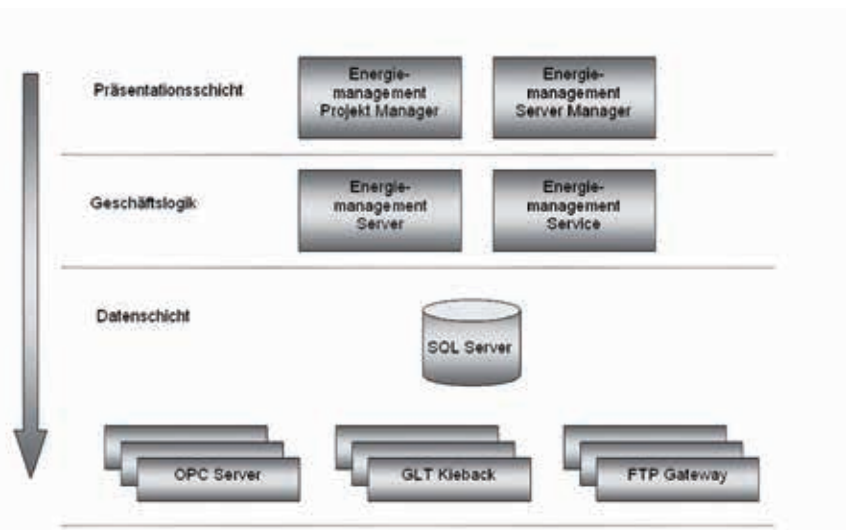 Präsentationsschicht
Energie-
management
Projekt Manager
Energie-
management
Server Manager
Geschäftslogik
Energie-
management
Server
Energie-
management
Service
Datenschicht
SQL Server
OPC Server
GLT Kieback
FTP Gateway